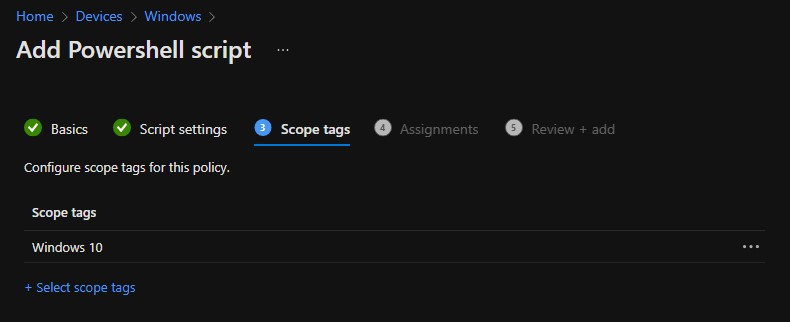 Home > Devices > Windows >
Add Powershell script ...
Basics Script settings 3 Scope tags 4 Assignments 5 Review + add
Configure scope tags for this policy.
Scope tags
Windows 10 ...
+ Select scope tags